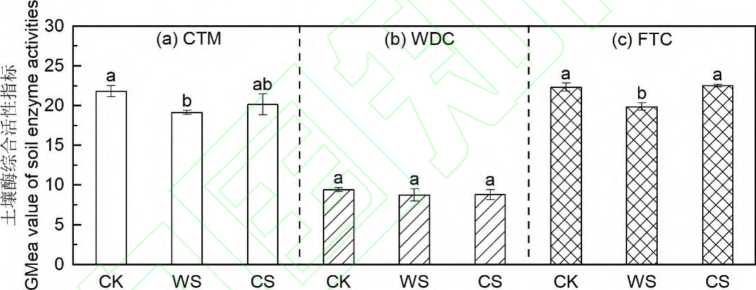 土壤酶综合活性指标
GMea value of soil enzyme activities
30
25
20
15
10
5
0
(a) CTM
(b) WDC
(c) FTC
a
b
ab
a
a
a
a
b
a
CK
WS
CS
CK
WS
CS
CK
WS
CS